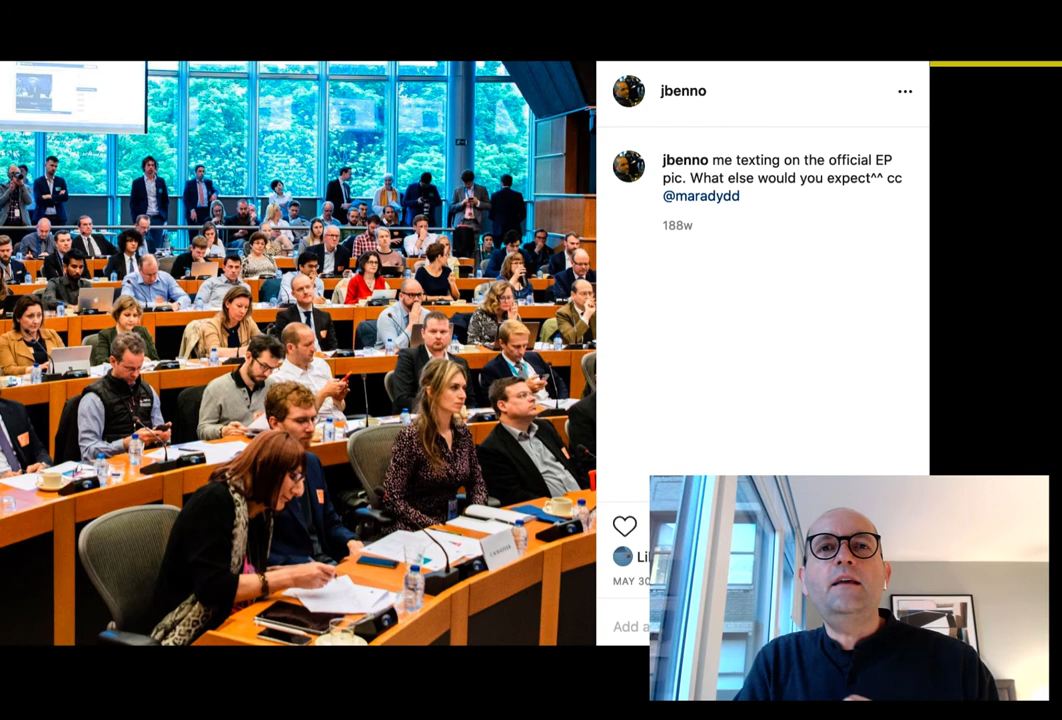 jbenno
jbenno me texting on the official EP
pic. What else would you expect^^ cc
@maradydd
188w
MAY 30
Add a